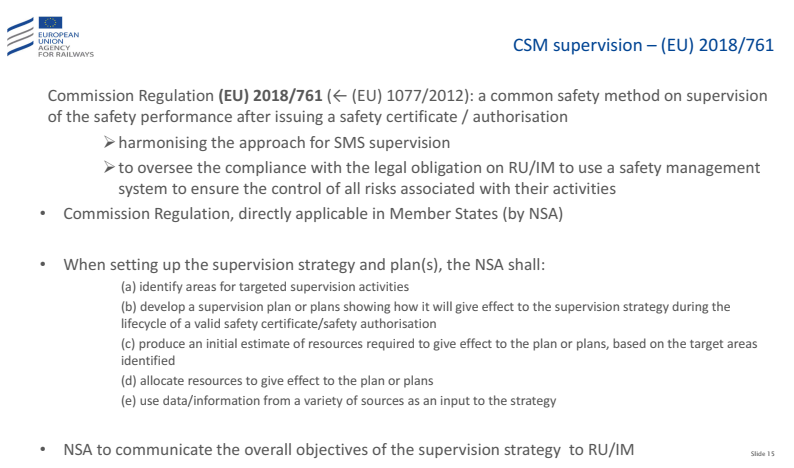 EUROPEAN
UNION
AGENCY
FOR RAILWAYS
CSM supervision – (EU) 2018/761
Commission Regulation (EU) 2018/761 (← (EU) 1077/2012): a common safety method on supervision
of the safety performance after issuing a safety certificate / authorisation
➢ harmonising the approach for SMS supervision
➢ to oversee the compliance with the legal obligation on RU/IM to use a safety management
system to ensure the control of all risks associated with their activities
• Commission Regulation, directly applicable in Member States (by NSA)
• When setting up the supervision strategy and plan(s), the NSA shall:
(a) identify areas for targeted supervision activities
(b) develop a supervision plan or plans showing how it will give effect to the supervision strategy during the
lifecycle of a valid safety certificate/safety authorisation
(c) produce an initial estimate of resources required to give effect to the plan or plans, based on the target areas
identified
(d) allocate resources to give effect to the plan or plans
(e) use data/information from a variety of sources as an input to the strategy
• NSA to communicate the overall objectives of the supervision strategy to RU/IM
Slide 15